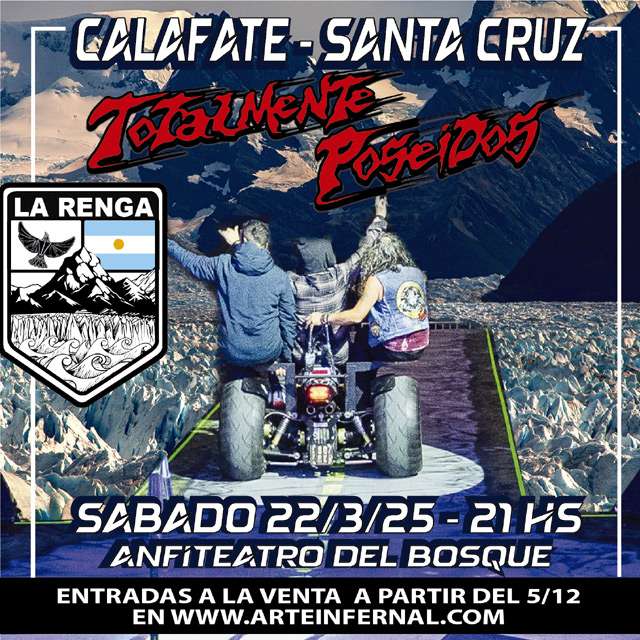 CALAFATE - SANTA CRUZ
TOTALMENTE
POSEIDOS
LA RENGA
SABADO 22/3/25 - 21 HS
ANFITEATRO DEL BOSQUE
ENTRADAS A LA VENTA A PARTIR DEL 5/12
EN WWW.ARTEINFERNAL.COM